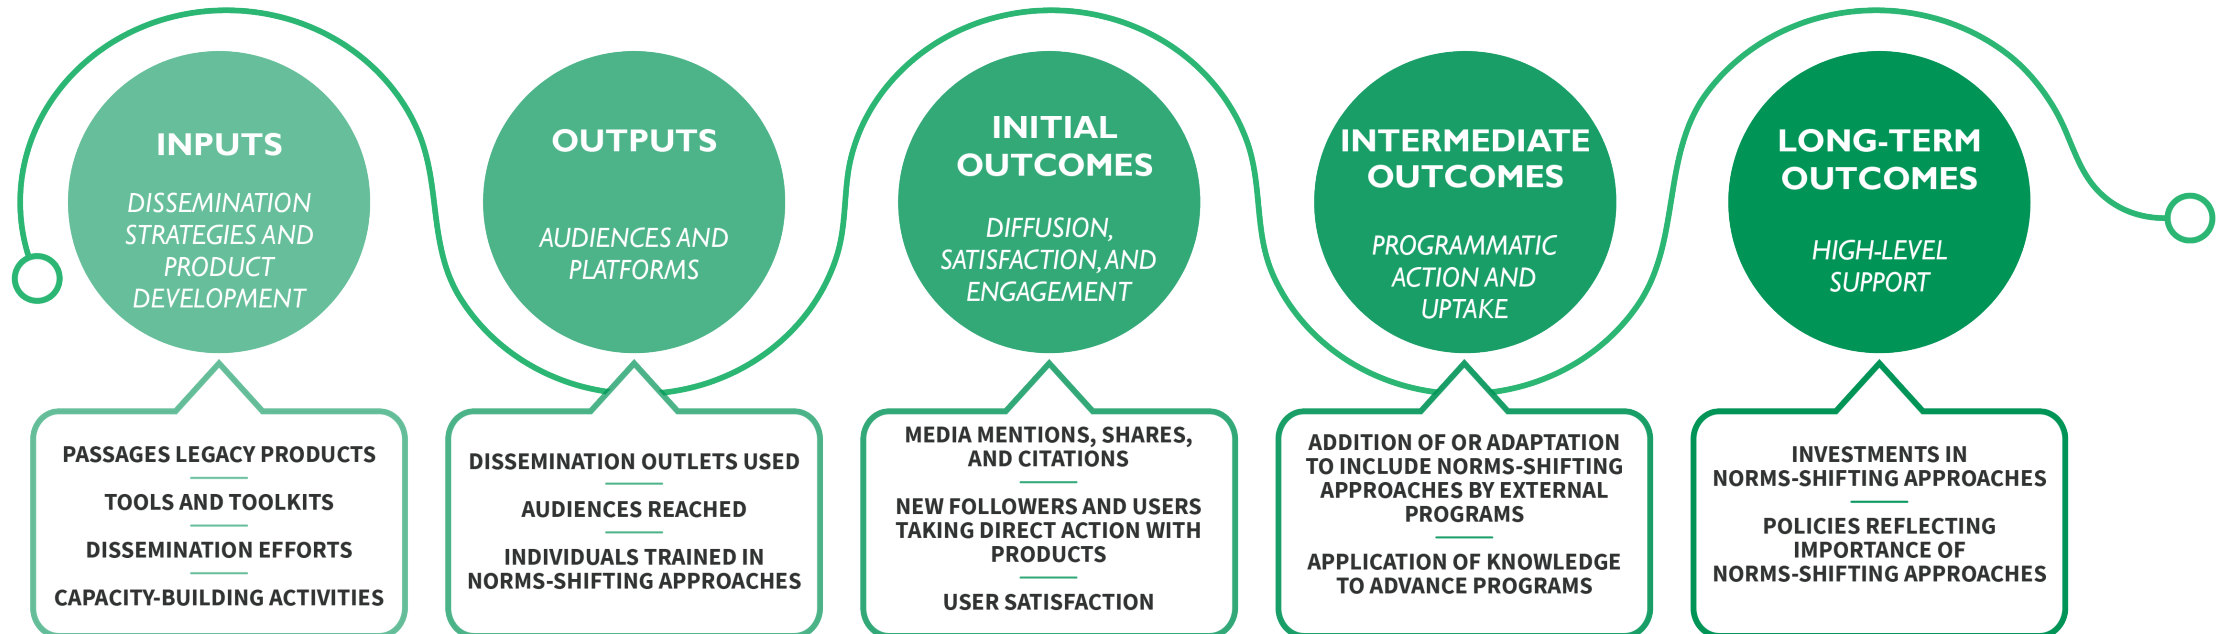 INPUTS
DISSEMINATION
STRATEGIES AND
PRODUCT
DEVELOPMENT
PASSAGES LEGACY PRODUCTS
TOOLS AND TOOLKITS
DISSEMINATION EFFORTS
CAPACITY-BUILDING ACTIVITIES
OUTPUTS
AUDIENCES AND
PLATFORMS
DISSEMINATION OUTLETS USED
AUDIENCES REACHED
INDIVIDUALS TRAINED IN
NORMS-SHIFTING APPROACHES
INITIAL
OUTCOMES
DIFFUSION,
SATISFACTION, AND
ENGAGEMENT
MEDIA MENTIONS, SHARES,
AND CITATIONS
NEW FOLLOWERS AND USERS
TAKING DIRECT ACTION WITH
PRODUCTS
USER SATISFACTION
INTERMEDIATE
OUTCOMES
PROGRAMMATIC
ACTION AND
UPTAKE
ADDITION OF OR ADAPTATION
TO INCLUDE NORMS-SHIFTING
APPROACHES BY EXTERNAL
PROGRAMS
APPLICATION OF KNOWLEDGE
TO ADVANCE PROGRAMS
LONG-TERM
OUTCOMES
HIGH-LEVEL
SUPPORT
INVESTMENTS IN
NORMS-SHIFTING APPROACHES
POLICIES REFLECTING
IMPORTANCE OF
NORMS-SHIFTING APPROACHES